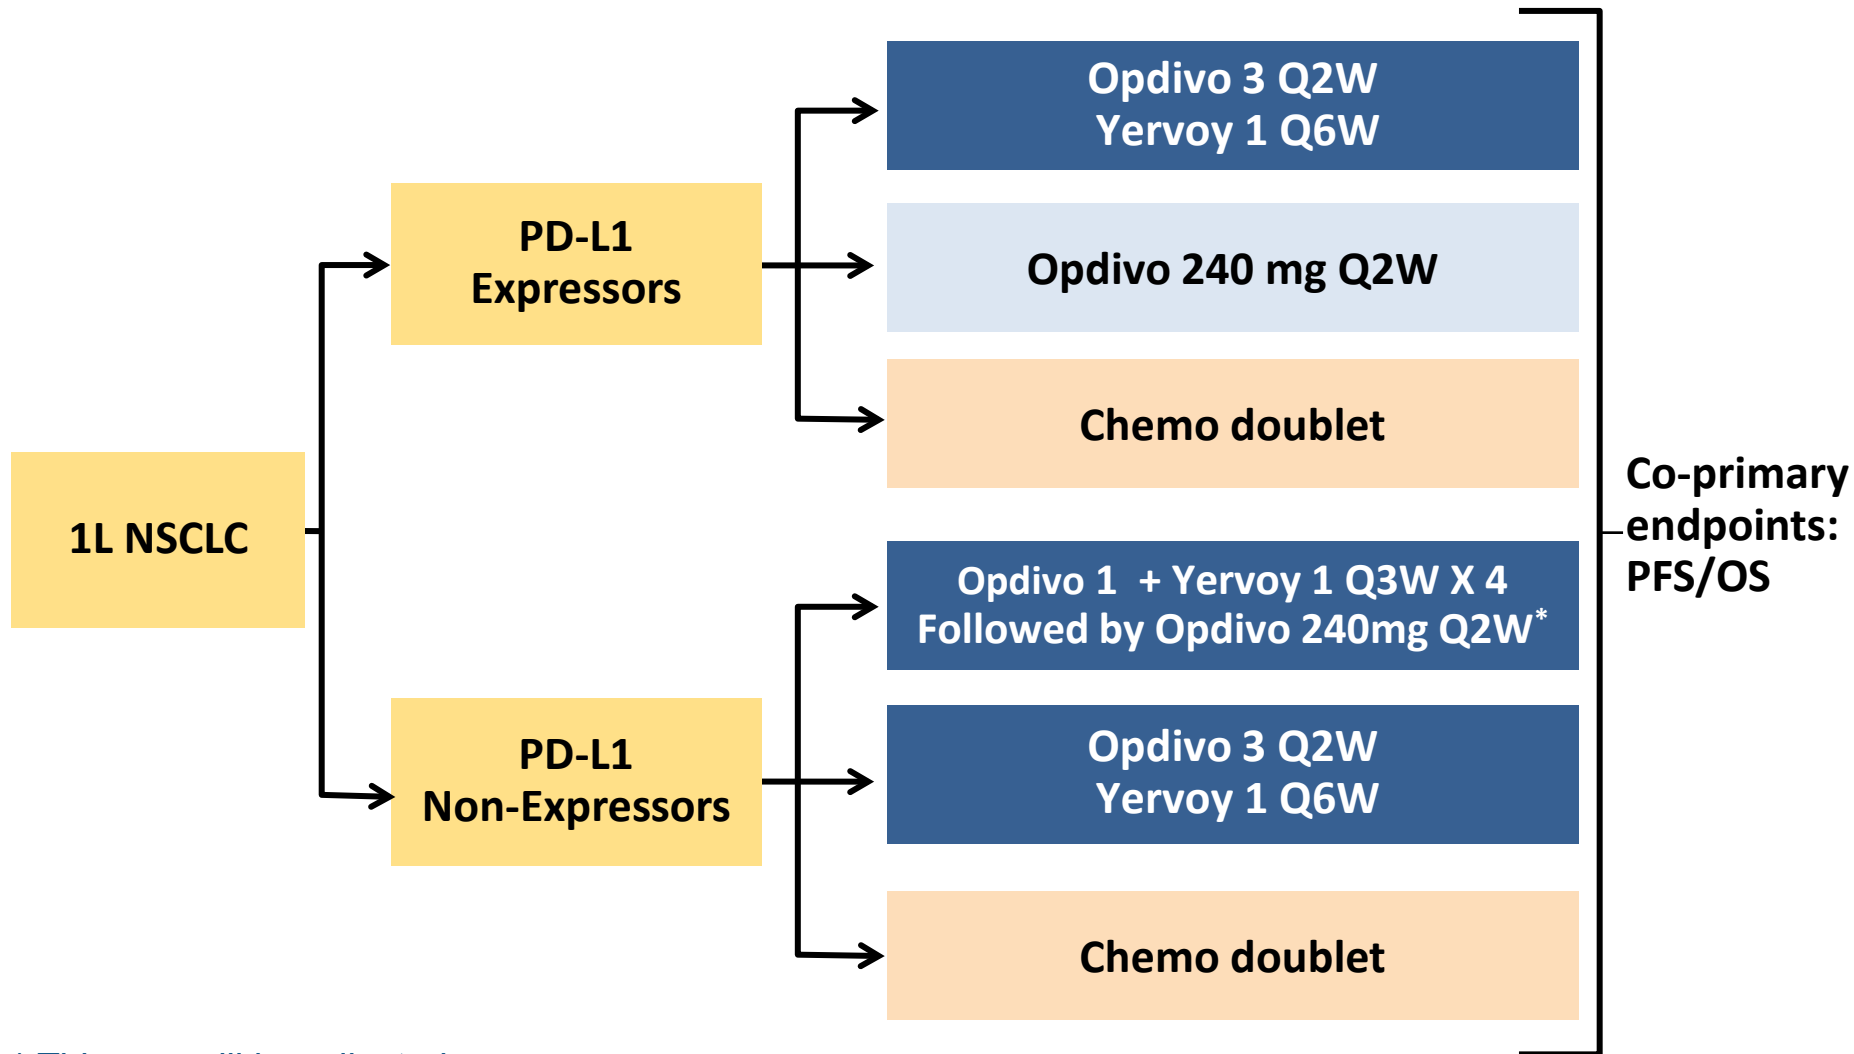 1L NSCLC
PD-L1
Expressors
Opdivo 3 Q2W
Yervoy 1 Q6W
Opdivo 240 mg Q2W
Chemo doublet
PD-L1
Non-Expressors
Opdivo 1 + Yervoy 1 Q3W X 4
Followed by Opdivo 240mg Q2W*
Opdivo 3 Q2W
Yervoy 1 Q6W
Chemo doublet
Co-primary
endpoints:
PFS/OS